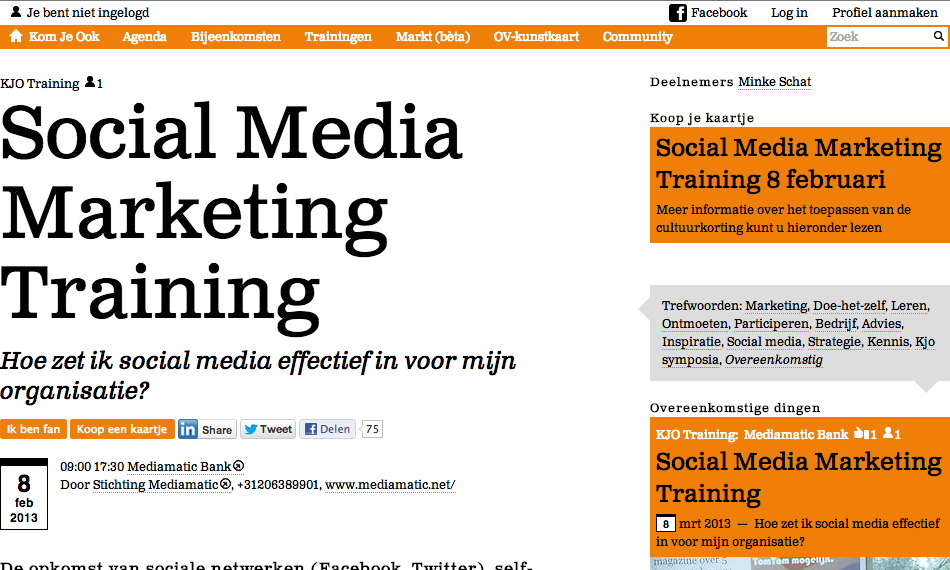 Je bent niet ingelogd
Facebook Log in Profiel aanmaken
Kom Je Ook Agenda Bijeenkomsten Trainingen Markt (bèta) OV-kunstkaart Community Zoek
KJO Training 1
Social Media
Marketing
Training
Hoe zet ik social media effectief in voor mijn
organisatie?
Ik ben fan Koop een kaartje in Share Tweet Delen 75
8
feb
2013
09:00 17:30 Mediamatic Bank
Door Stichting Mediamatic, +31206389901, www.mediamatic.net/
De opkomst van sociale netwerken (Facebook, Twitter), self-
Deelnemers Minke Schat
Koop je kaartje
Social Media Marketing
Training 8 februari
Meer informatie over het toepassen van de
cultuurkorting kunt u hieronder lezen
Trefwoorden: Marketing, Doe-het-zelf, Leren,
Ontmoeten, Participeren, Bedrijf, Advies,
Inspiratie, Social media, Strategie, Kennis, Kjo
symposia, Overeenkomstig
Overeenkomstige dingen
KJO Training: Mediamatic Bank 1 1
Social Media Marketing
Training
8 mrt 2013 — Hoe zet ik social media effectief
in voor mijn organisatie?
magazine over 5 TomTom mogelijk.